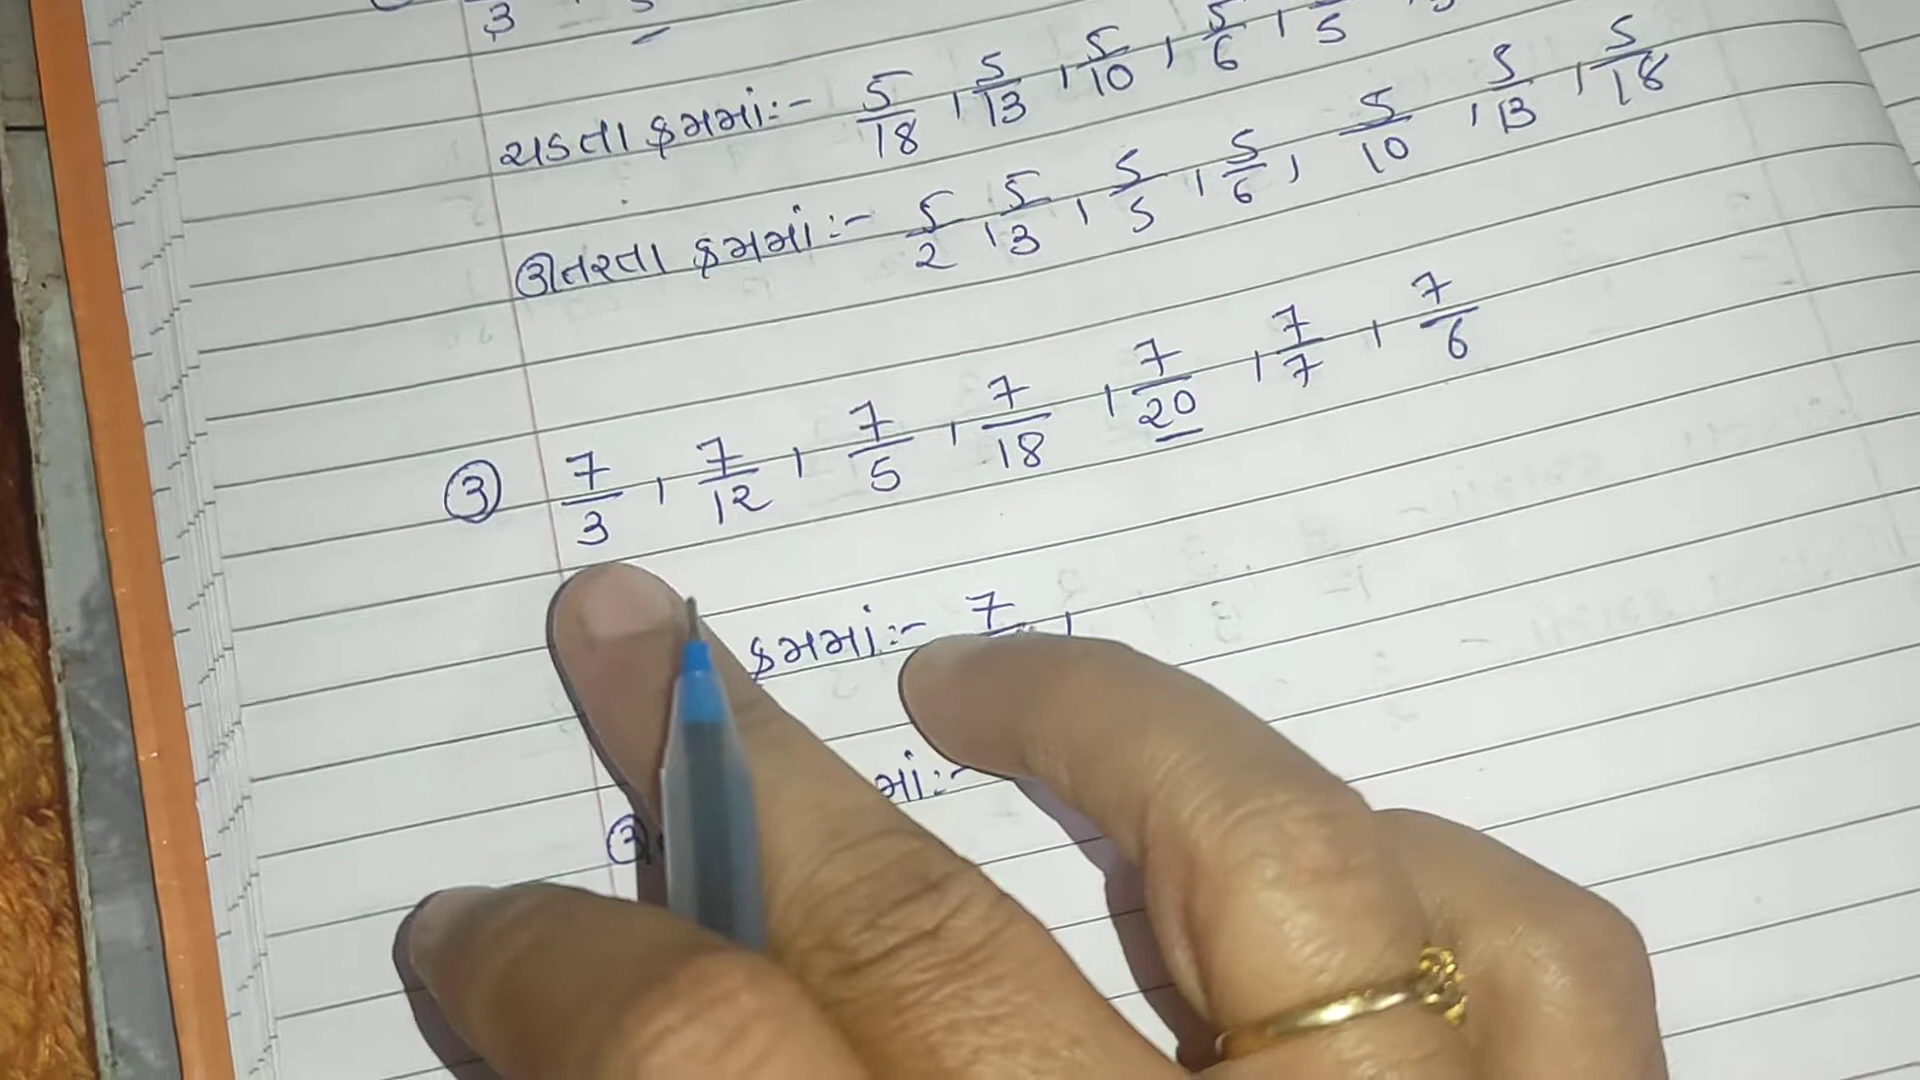 3
ચડતા ક્રમમાં:- 5/18 , 5/13 , 5/10 , 5/6 , 5
ઊતરતા ક્રમમાં:- 5/2 , 5/3 , 5/5 , 5/6 , 5/10 , 5/13 , 5/18
③ 7/3 , 7/12 , 7/5 , 7/18 , 7/20 , 7/7 , 7/6
ક્રમમાં:- 7 ,
માં:-